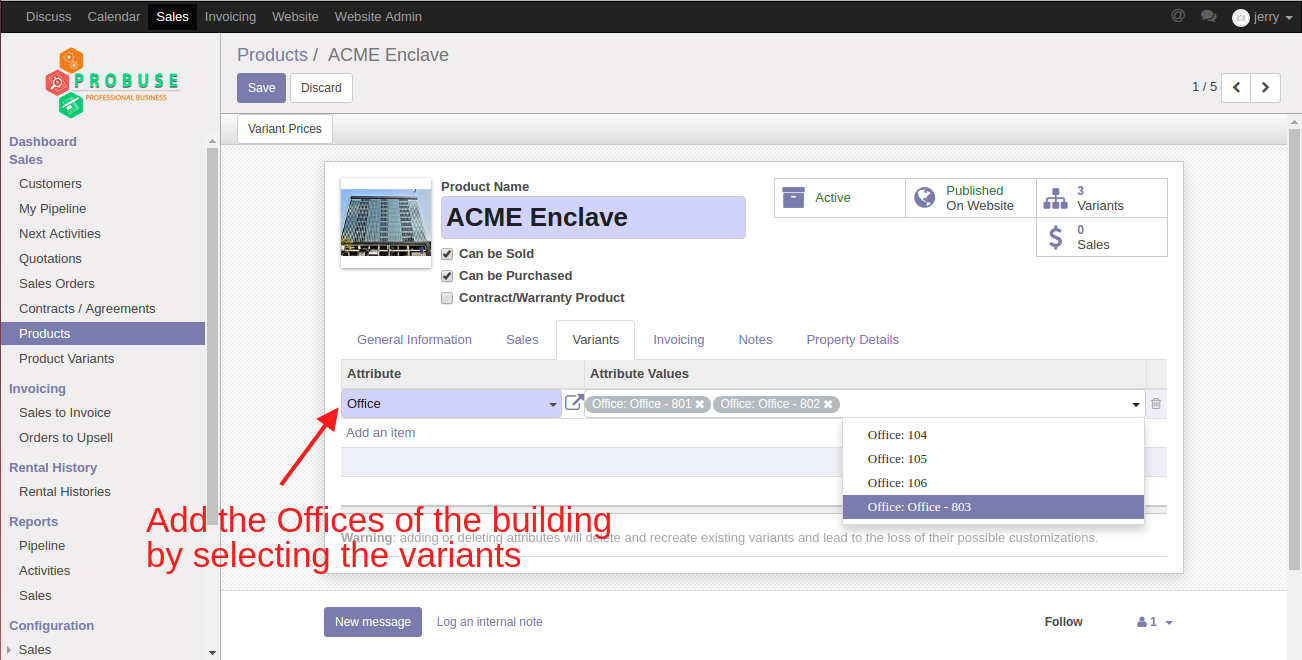 Discuss Calendar Sales Invoicing Website Website Admin @ jerry
PROBUSE
PROFESSIONAL BUSINESS
Products / ACME Enclave
Save Discard
1 / 5
Variant Prices
Dashboard
Sales
Customers
My Pipeline
Next Activities
Quotations
Sales Orders
Contracts / Agreements
Products
Product Variants
Invoicing
Sales to Invoice
Orders to Upsell
Rental History
Rental Histories
Reports
Pipeline
Activities
Sales
Configuration
Sales
Product Name
ACME Enclave
Can be Sold
Can be Purchased
Contract/Warranty Product
Active
Published
On Website
3
Variants
$ 0
Sales
General Information Sales Variants Invoicing Notes Property Details
Attribute Attribute Values
Office Office: Office - 801 Office: Office - 802
Add an item
Office: 104
Office: 105
Office: 106
Office: Office - 803
Add the Offices of the building
by selecting the variants
Warning: adding or deleting attributes will delete and recreate existing variants and lead to the loss of their possible customizations.
New message Log an internal note
Follow 1